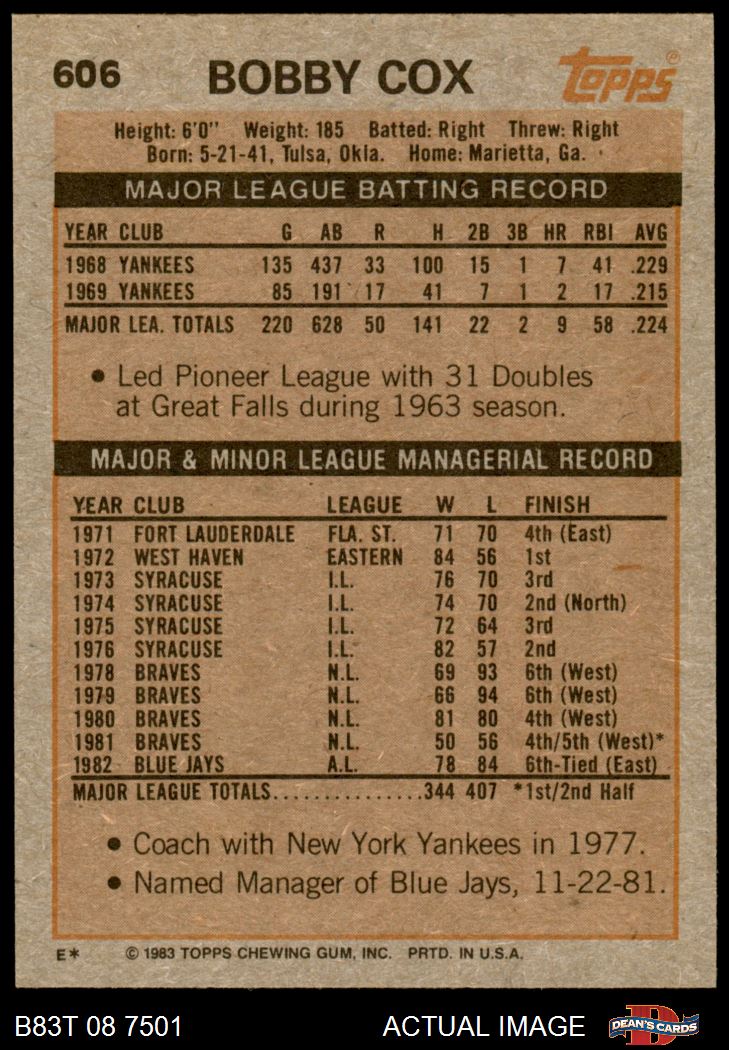 606 BOBBY COX topps®
Height: 6'0" Weight: 185 Batted: Right Threw: Right
Born: 5-21-41, Tulsa, Okla. Home: Marietta, Ga.
MAJOR LEAGUE BATTING RECORD
YEAR CLUB G AB R H 2B 3B HR RBI AVG
1968 YANKEES 135 437 33 100 15 1 7 41 .229
1969 YANKEES 85 191 17 41 7 1 2 17 .215
MAJOR LEA. TOTALS 220 628 50 141 22 2 9 58 .224
• Led Pioneer League with 31 Doubles
at Great Falls during 1963 season.
MAJOR & MINOR LEAGUE MANAGERIAL RECORD
YEAR CLUB LEAGUE W L FINISH
1971 FORT LAUDERDALE FLA. ST. 71 70 4th (East)
1972 WEST HAVEN EASTERN 84 56 1st
1973 SYRACUSE I.L. 76 70 3rd
1974 SYRACUSE I.L. 74 70 2nd (North)
1975 SYRACUSE I.L. 72 64 3rd
1976 SYRACUSE I.L. 82 57 2nd
1978 BRAVES N.L. 69 93 6th (West)
1979 BRAVES N.L. 66 94 6th (West)
1980 BRAVES N.L. 81 80 4th (West)
1981 BRAVES N.L. 50 56 4th/5th (West)*
1982 BLUE JAYS A.L. 78 84 6th-Tied (East)
MAJOR LEAGUE TOTALS...............344 407 *1st/2nd Half
• Coach with New York Yankees in 1977.
• Named Manager of Blue Jays, 11-22-81.
E* © 1983 TOPPS CHEWING GUM, INC. PRTD. IN U.S.A.
B83T 08 7501 ACTUAL IMAGE D DEAN'S CARDS